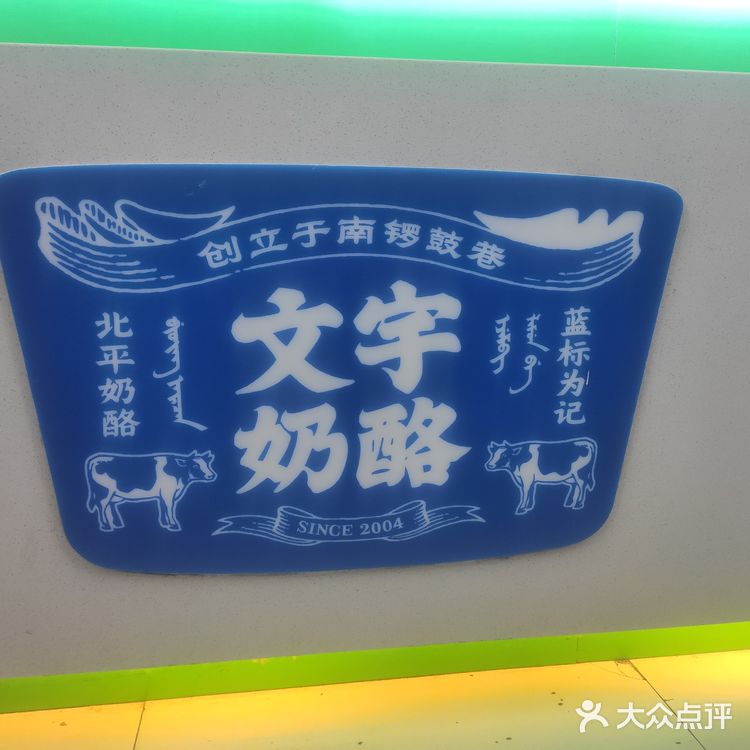 创立于南锣鼓巷
文宇
奶酪
北平奶酪
蓝标为记
SINCE 2004
大众点评